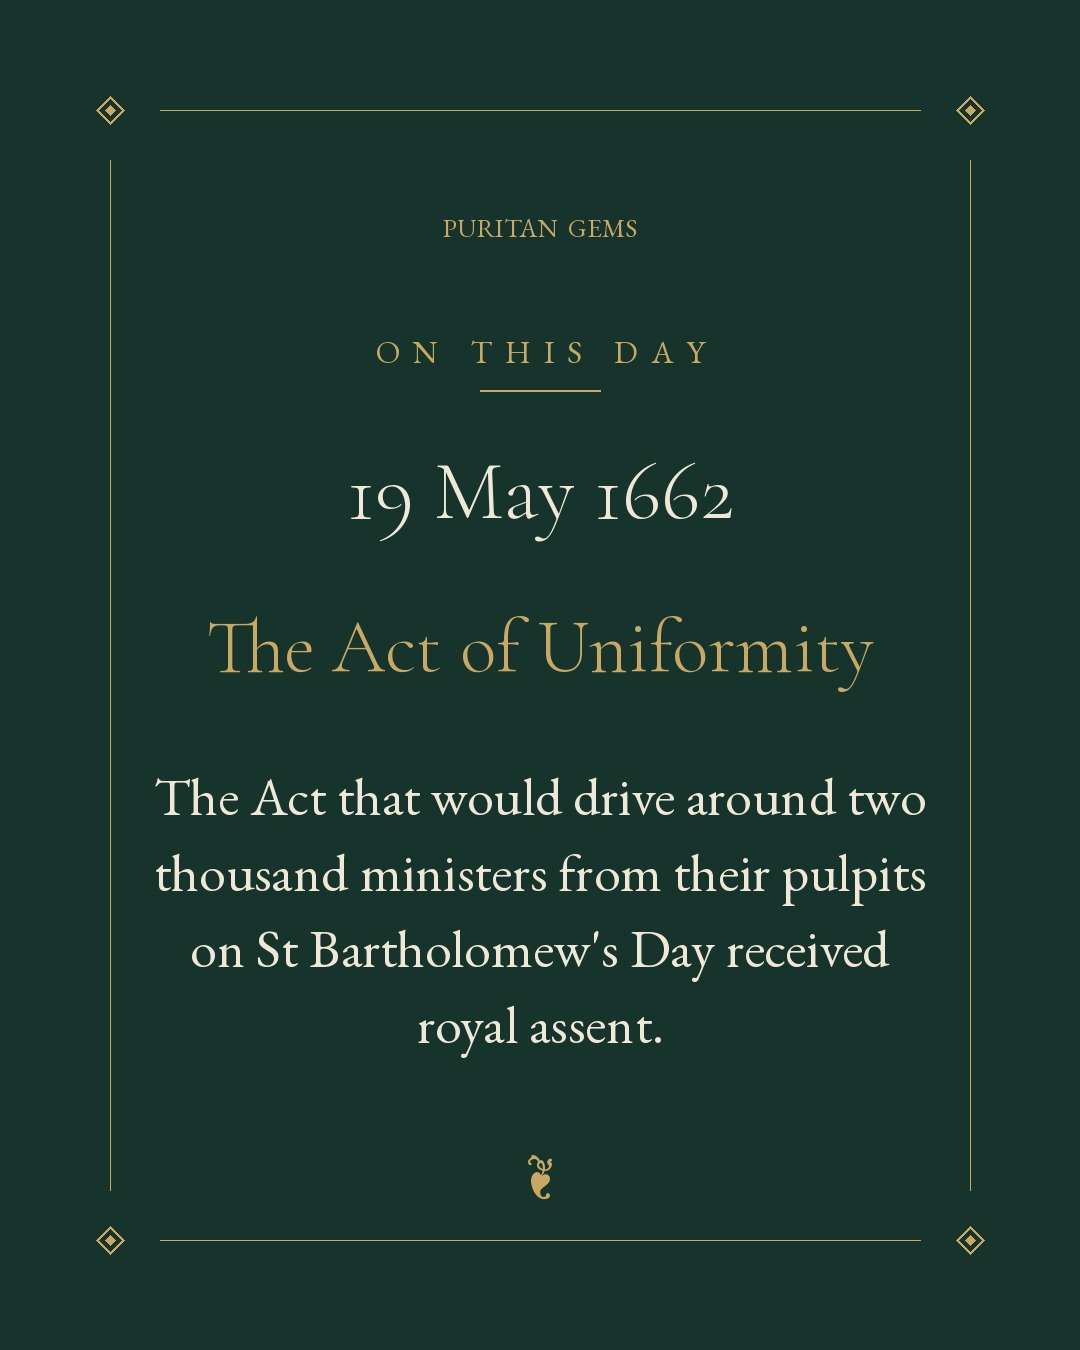 PURITAN GEMS
ON THIS DAY
19 May 1662
The Act of Uniformity
The Act that would drive around two
thousand ministers from their pulpits
on St Bartholomew's Day received
royal assent.